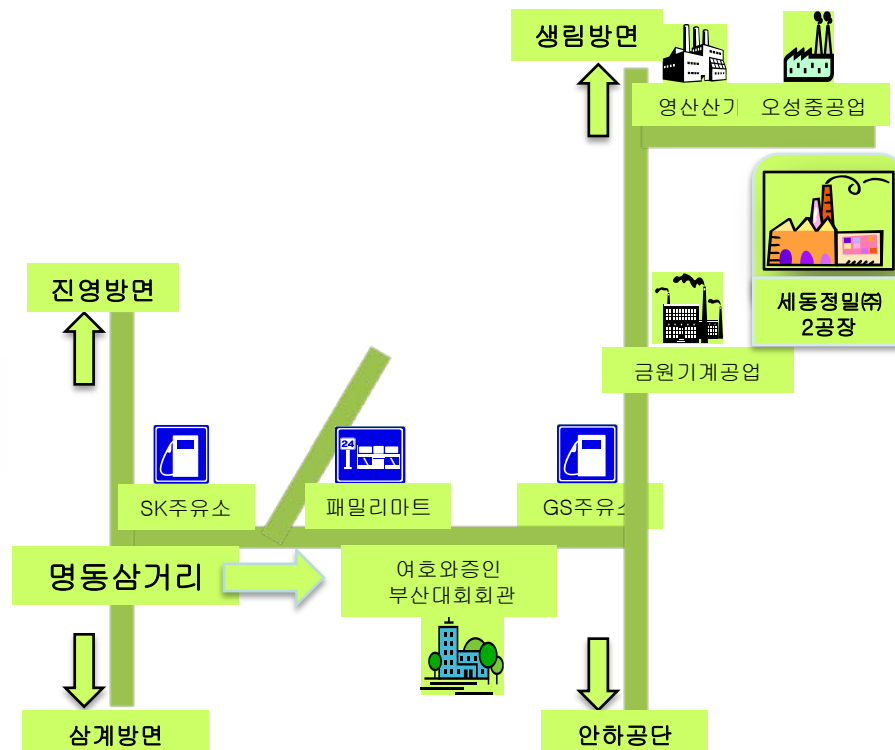 생림방면
영산산기
오성중공업
세동정밀㈜
2공장
진영방면
금원기계공업
24
SK주유소
패밀리마트
GS주유소
명동삼거리
여호와증인
부산대회회관
삼계방면
안하공단